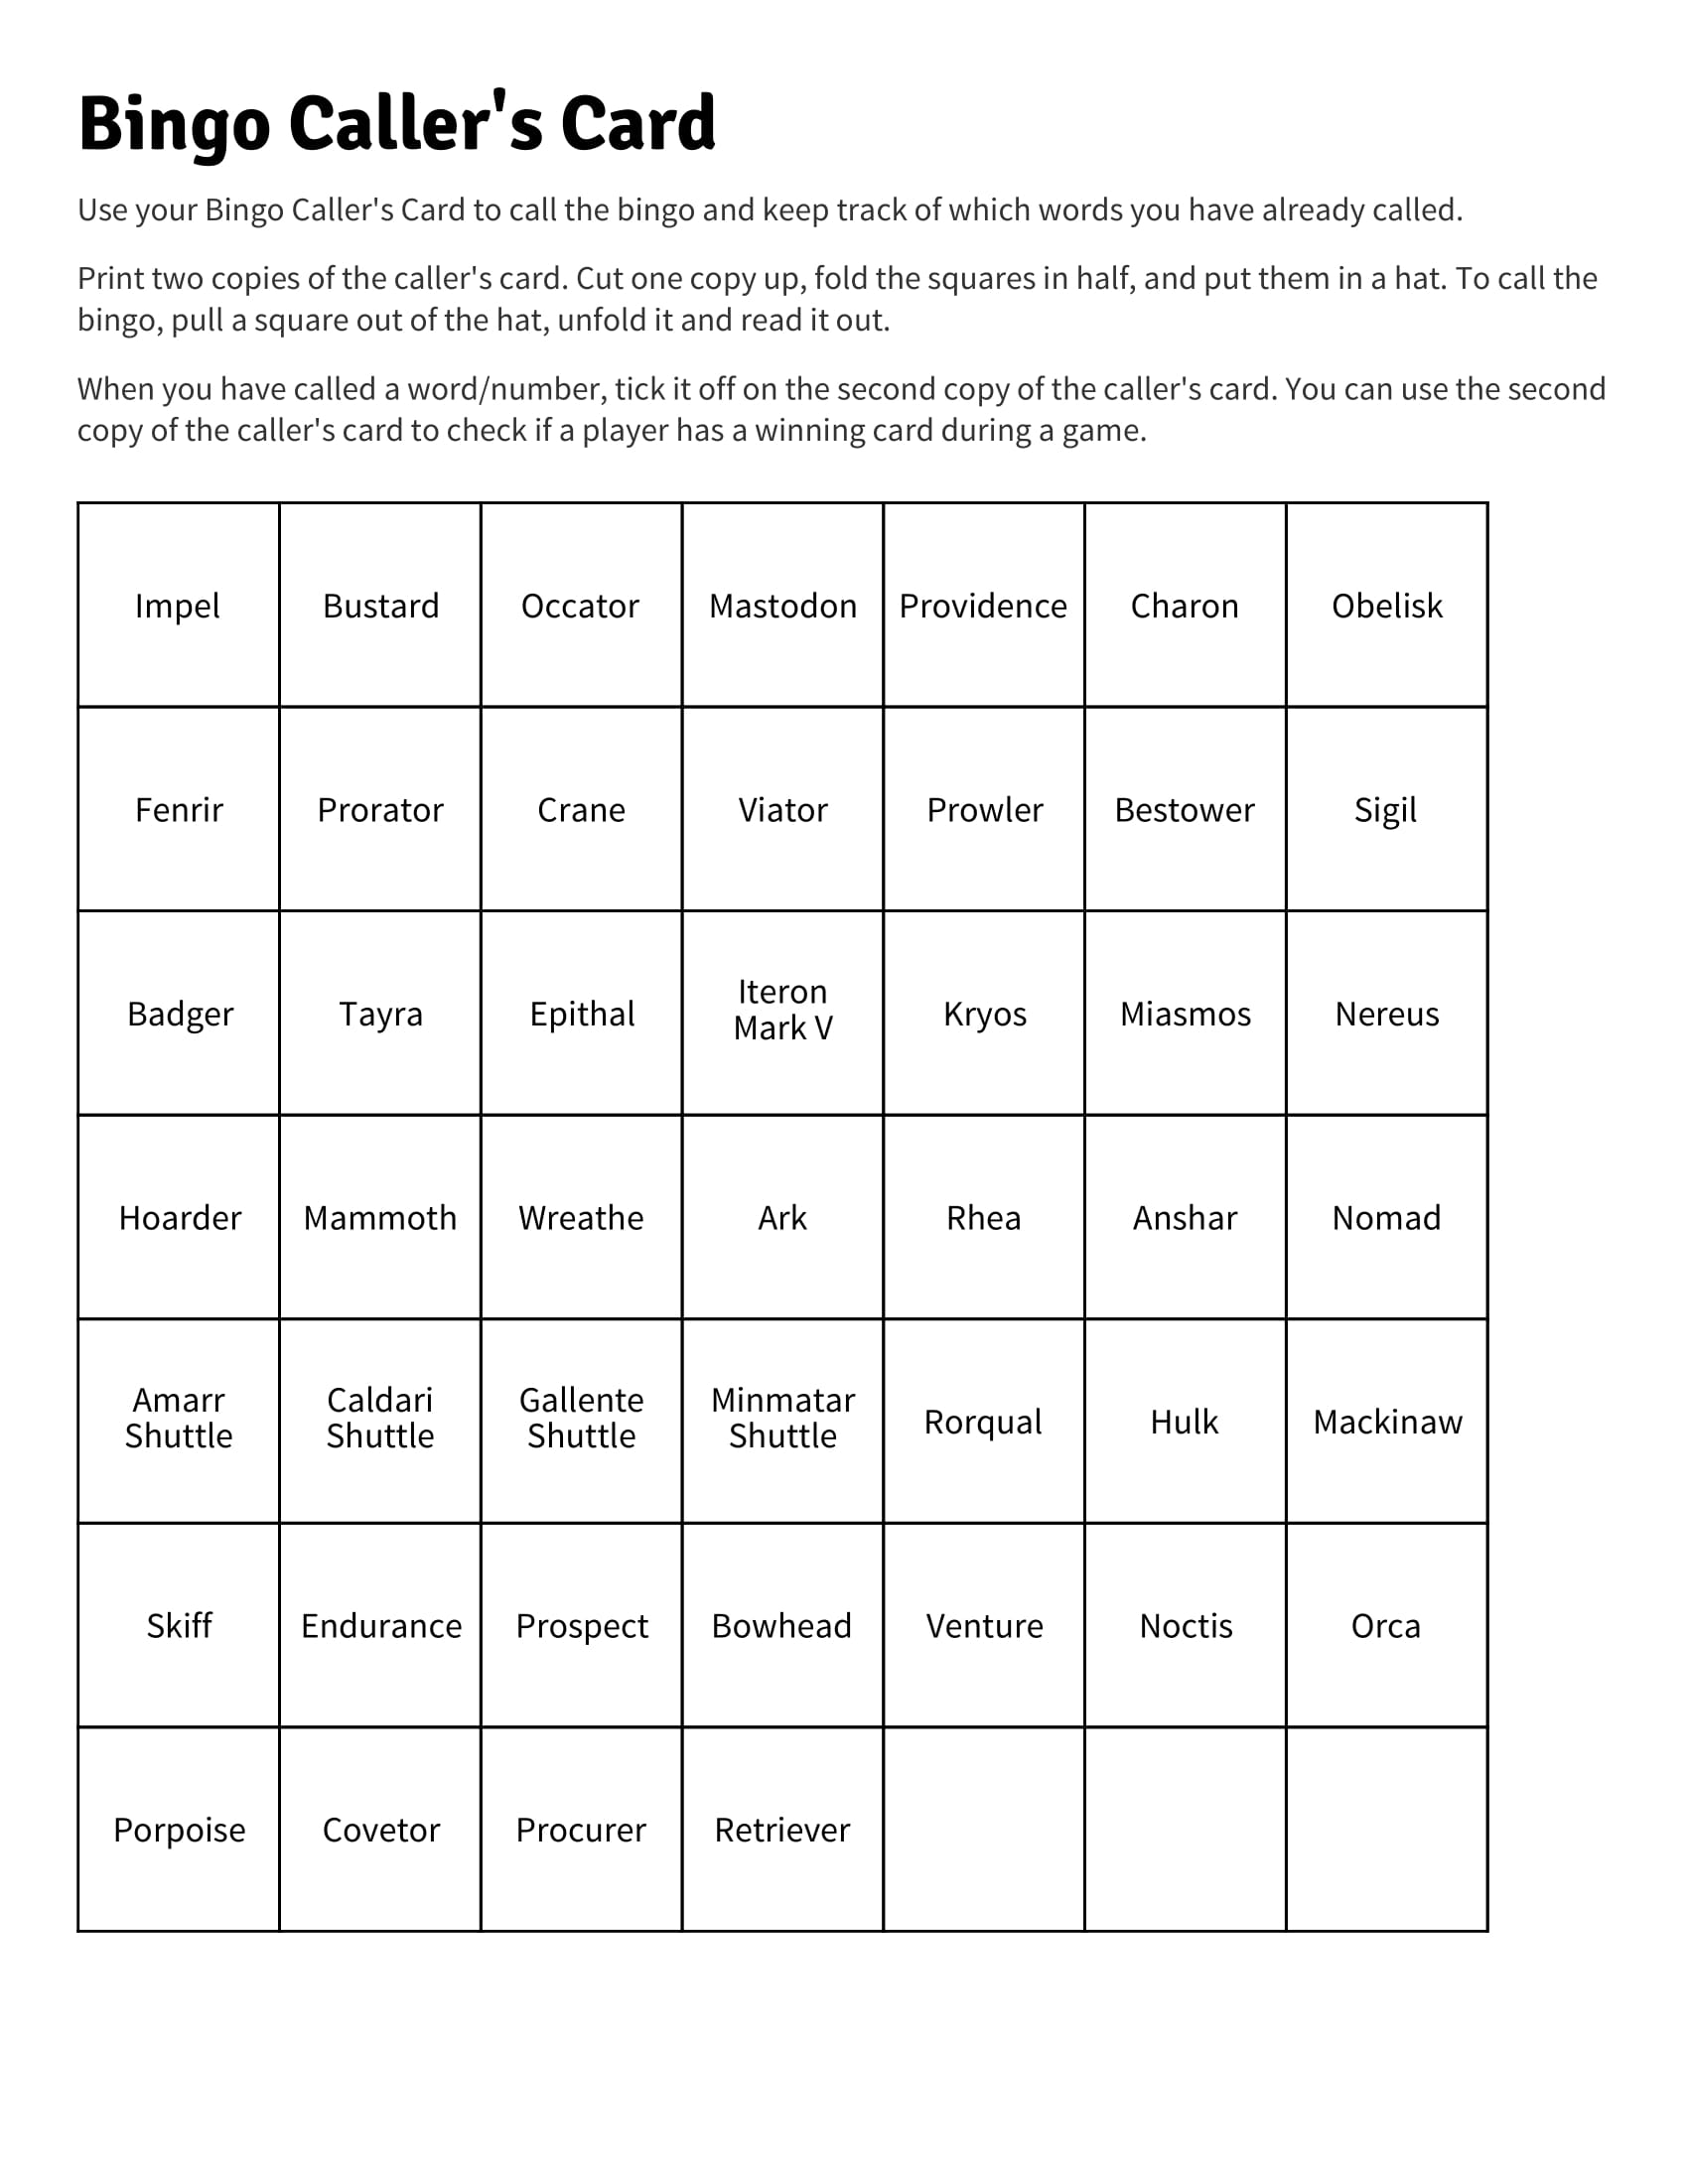 Bingo Caller's Card
Use your Bingo Caller's Card to call the bingo and keep track of which words you have already called.
Print two copies of the caller's card. Cut one copy up, fold the squares in half, and put them in a hat. To call the
bingo, pull a square out of the hat, unfold it and read it out.
When you have called a word/number, tick it off on the second copy of the caller's card. You can use the second
copy of the caller's card to check if a player has a winning card during a game.
Impel
Bustard
Occator
Mastodon
Providence
Charon
Obelisk
Fenrir
Prorator
Crane
Viator
Prowler
Bestower
Sigil
Badger
Tayra
Epithal
Iteron
Mark V
Kryos
Miasmos
Nereus
Hoarder
Mammoth
Wreathe
Ark
Rhea
Anshar
Nomad
Amarr
Shuttle
Caldari
Shuttle
Gallente
Shuttle
Minmatar
Shuttle
Rorqual
Hulk
Mackinaw
Skiff
Endurance
Prospect
Bowhead
Venture
Noctis
Orca
Porpoise
Covetor
Procurer
Retriever